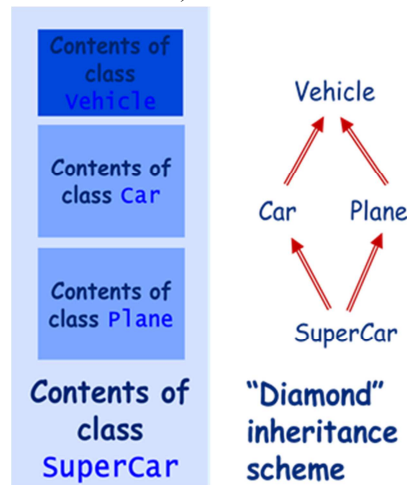 Contents of
class
Vehicle
Contents of
class Car
Contents of
class Plane
Contents of
class
SuperCar
Vehicle
Car Plane
SuperCar
“Diamond”
inheritance
scheme